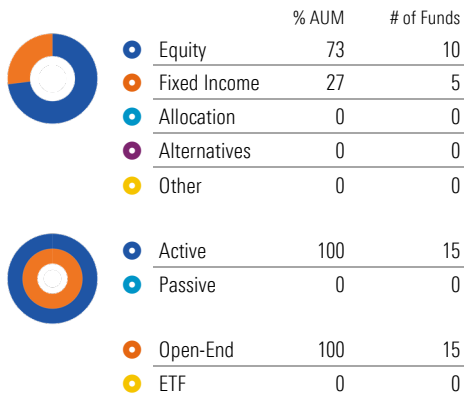 % AUM # of Funds
Equity 73 10
Fixed Income 27 5
Allocation 0 0
Alternatives 0 0
Other 0 0
Active 100 15
Passive 0 0
Open-End 100 15
ETF 0 0